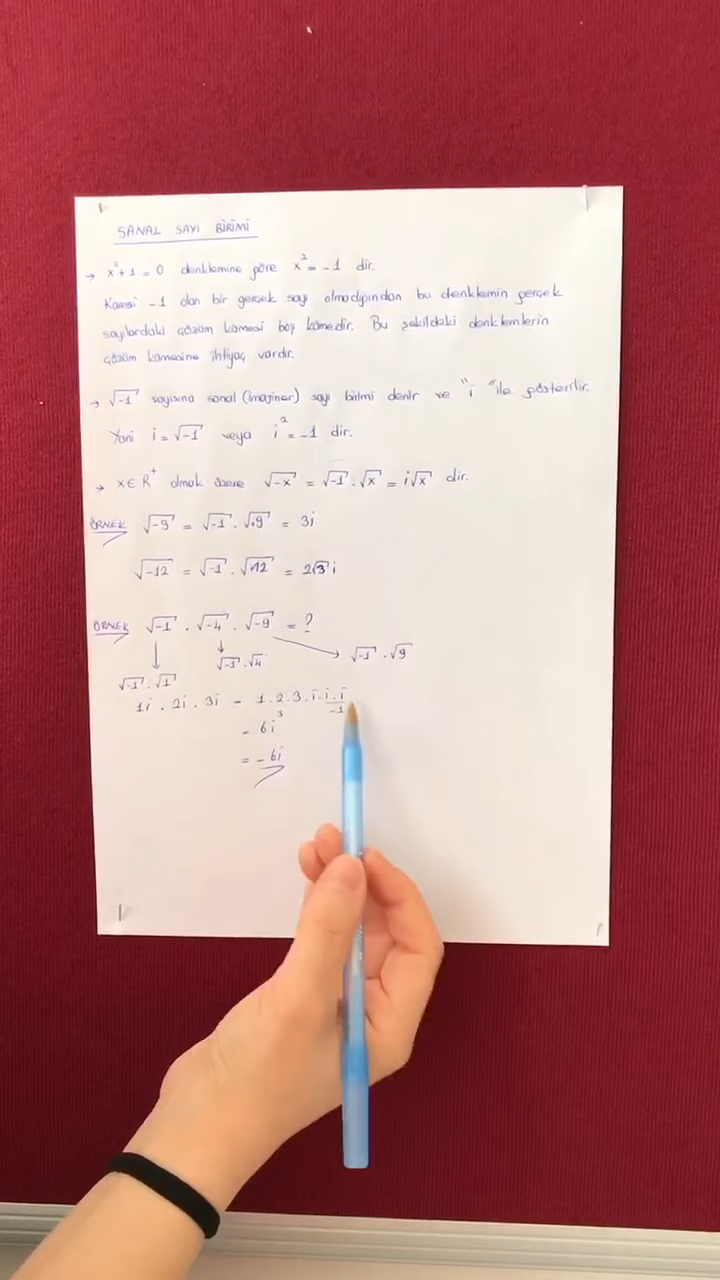 SANAL SAYI BİRİMİ
→ x²+1=0 denklemine göre x²=-1 dir.
Karesi -1 olan bir gerçek sayı olmadığından bu denklemin gerçek
sayılardaki çözüm kümesi boş kümedir. Bu şekildeki denklemlerin
çözüm kümesine ihtiyaç vardır.
→ √-1 sayısına sanal (imajiner) sayı birimi denir ve "i" ile gösterilir.
Yani i=√-1 veya i²=-1 dir.
→ x∈R⁺ olmak üzere √-x = √-1.√x = i√x dir.
ÖRNEK √-9 = √-1.√9 = 3i
√-12 = √-1.√12 = 2√3 i
ÖRNEK √-1 . √-4 . √-9 = ?
√-1.√1 √-1.√4 √-1.√9
1i . 2i . 3i = 1.2.3.i.i.i
-1
= 6i³
= -6i